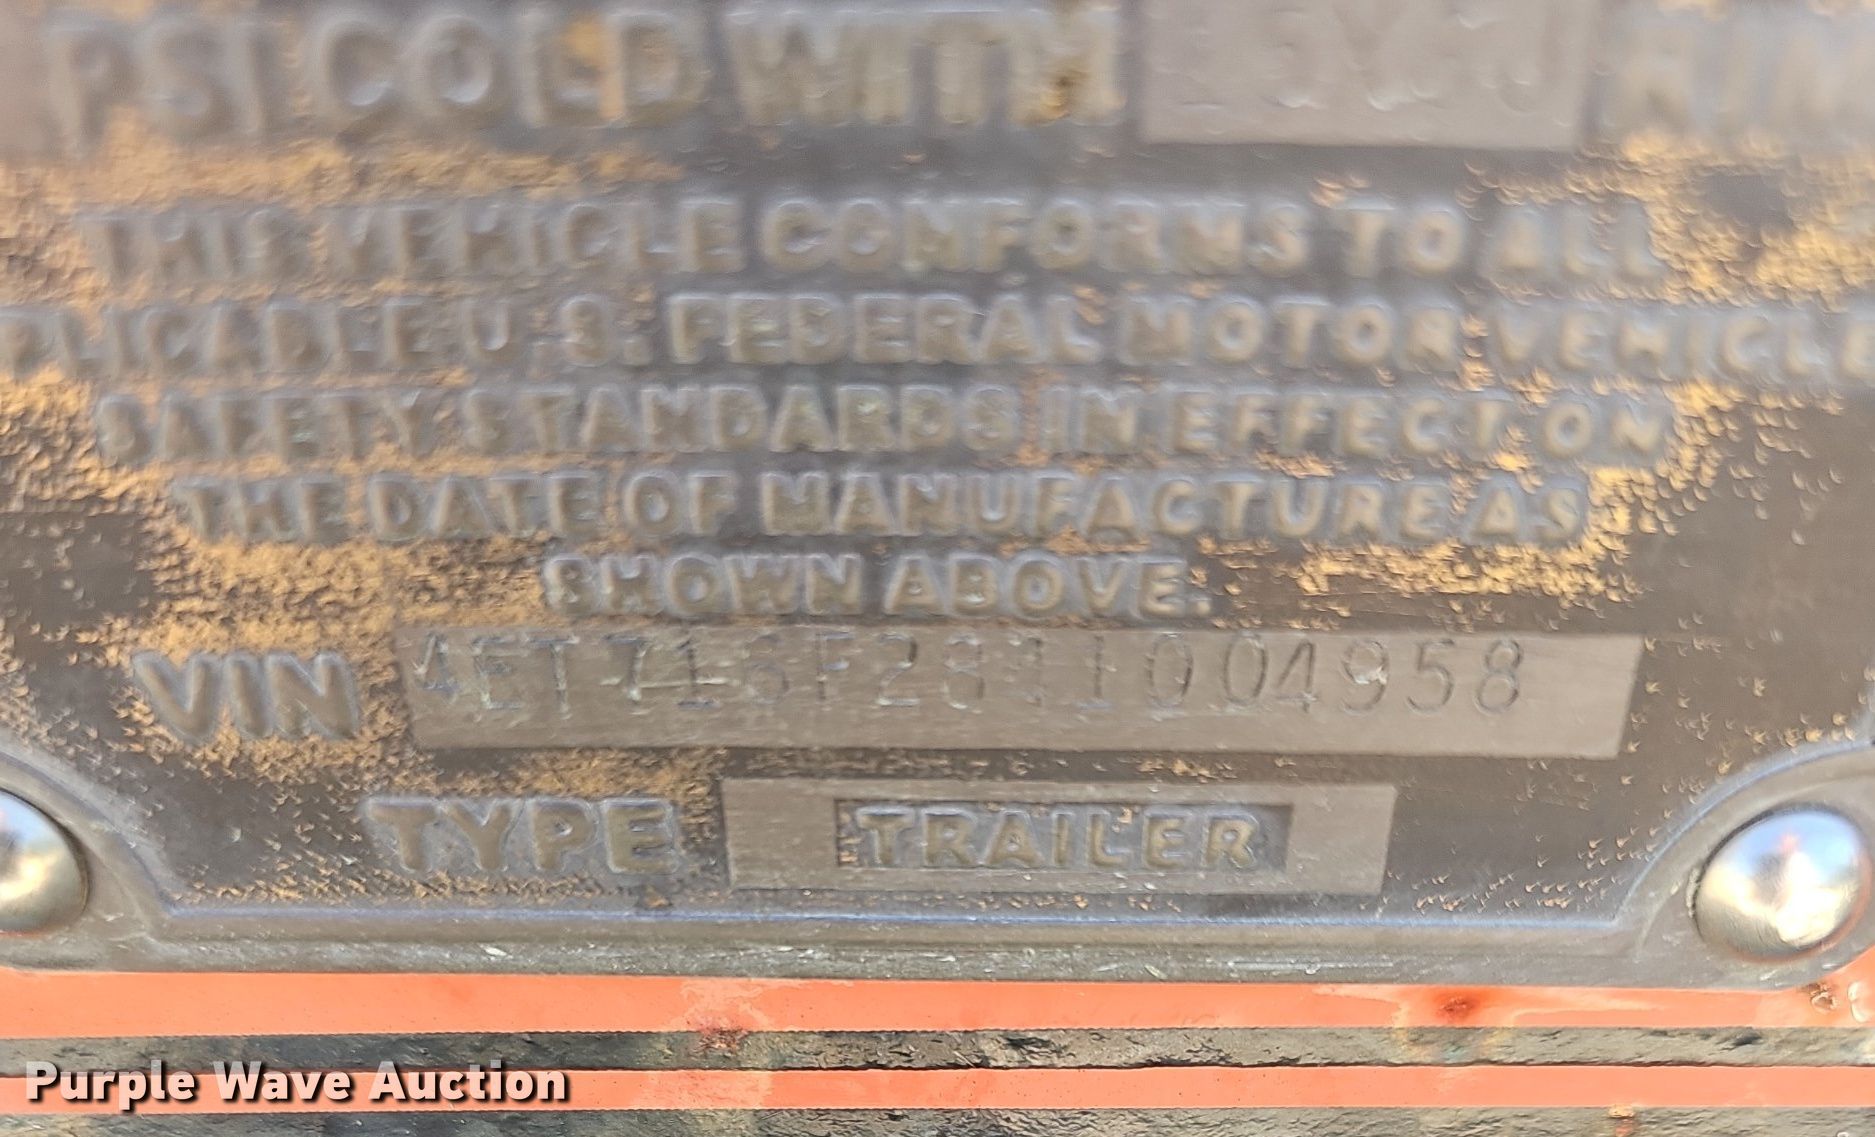 PSI COLD WITH
THIS VEHICLE CONFORMS TO ALL
PLICABLE U.S. FEDERAL MOTOR VEHICLE
SAFETY STANDARDS IN EFFECT ON
THE DATE OF MANUFACTURE AS
SHOWN ABOVE.
VIN
TYPE TRAILER
Purple Wave Auction